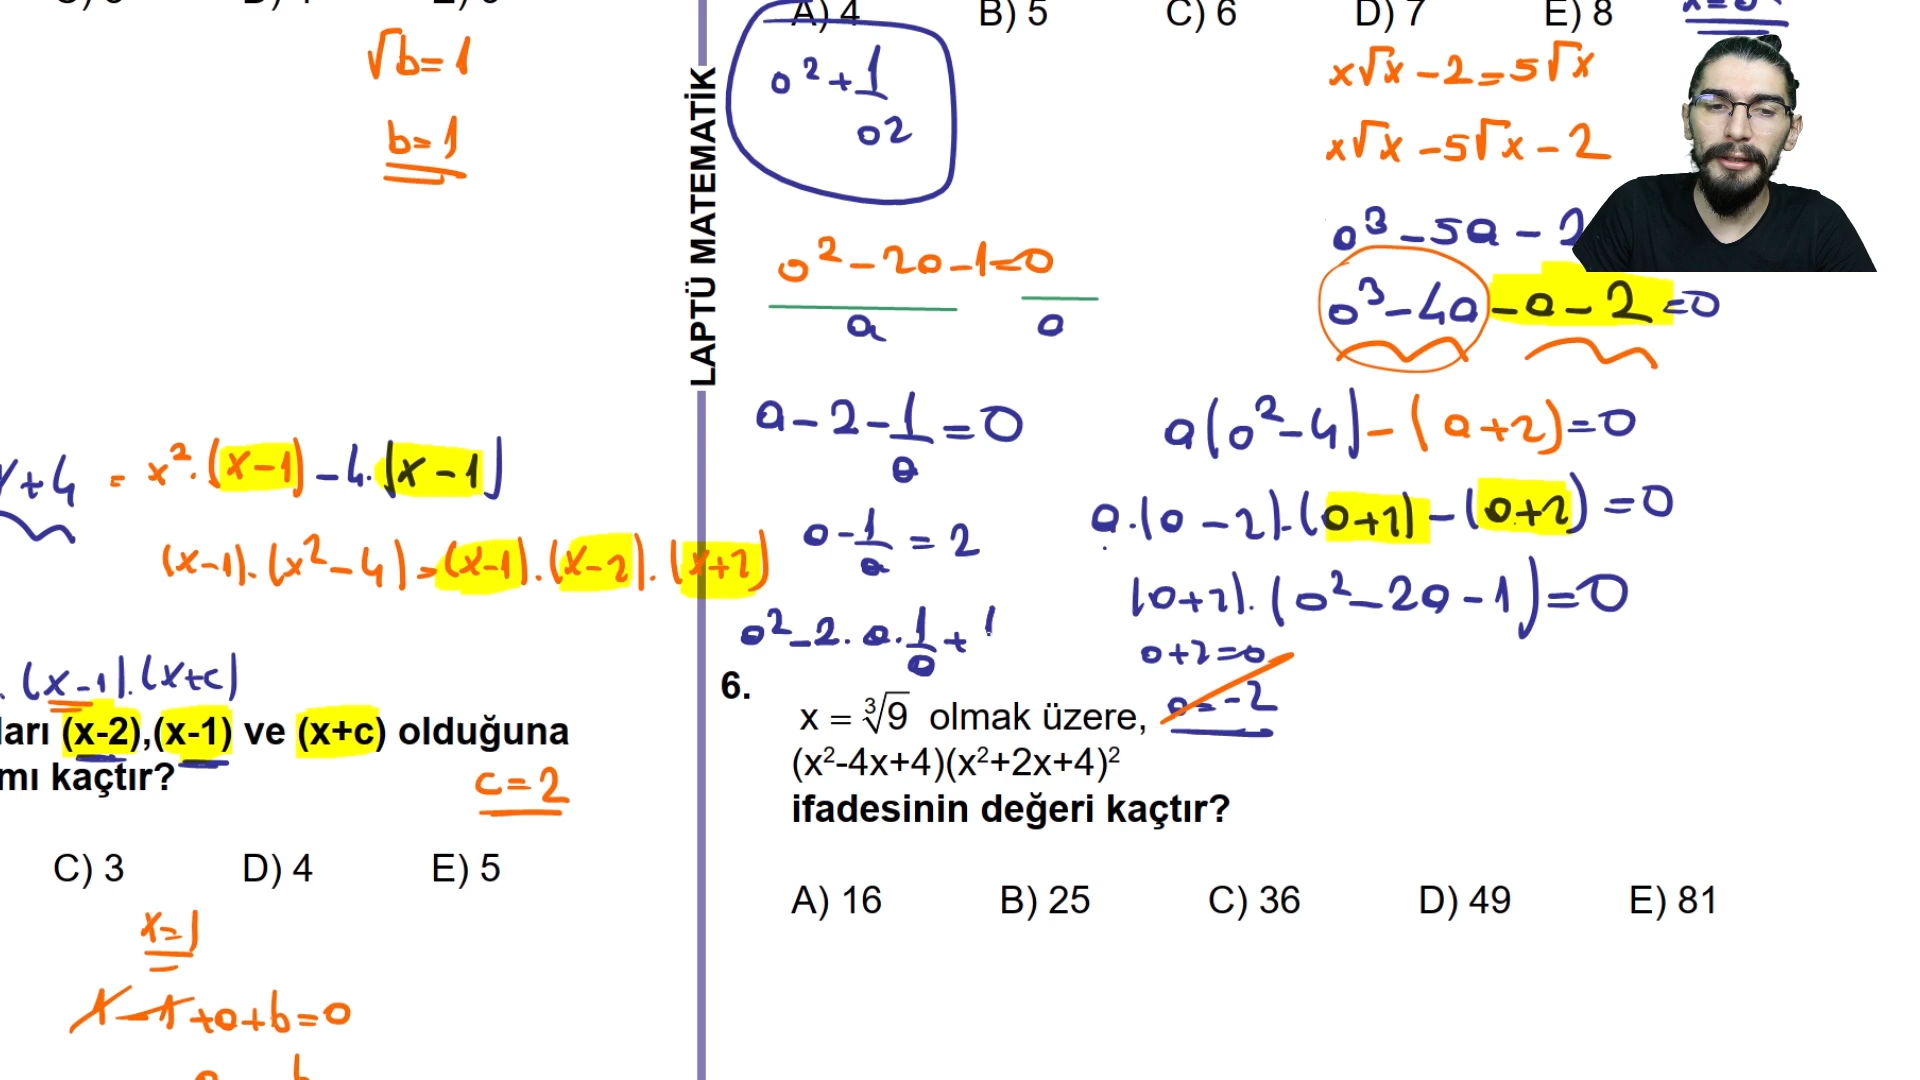 √b=1
b=1
y+4 = x².(x-1)-4.(x-1)
(x-1).(x²-4)=(x-1).(x-2).(x+2)
.(x-1).(x+c)
ları (x-2),(x-1) ve (x+c) olduğuna
mı kaçtır?
c=2
C) 3 D) 4 E) 5
x=1
1-1+a+b=0
LAPTÜ MATEMATİK
A) 4 B) 5 C) 6 D) 7 E) 8
a²+1/a²
x√x-2=5√x
x√x-5√x-2
a³-5a-2
a³-4a-a-2=0
a²-2a-1=0
a a
a-2-1/a=0
a(a²-4)-(a+2)=0
a-1/a=2
a.(a-2).(a+2)-(a+2)=0
a²-2.a.1/a+1
(a+2).(a²-2a-1)=0
a+2=0
a=-2
6.
x = ∛9 olmak üzere,
(x²-4x+4)(x²+2x+4)²
ifadesinin değeri kaçtır?
A) 16 B) 25 C) 36 D) 49 E) 81